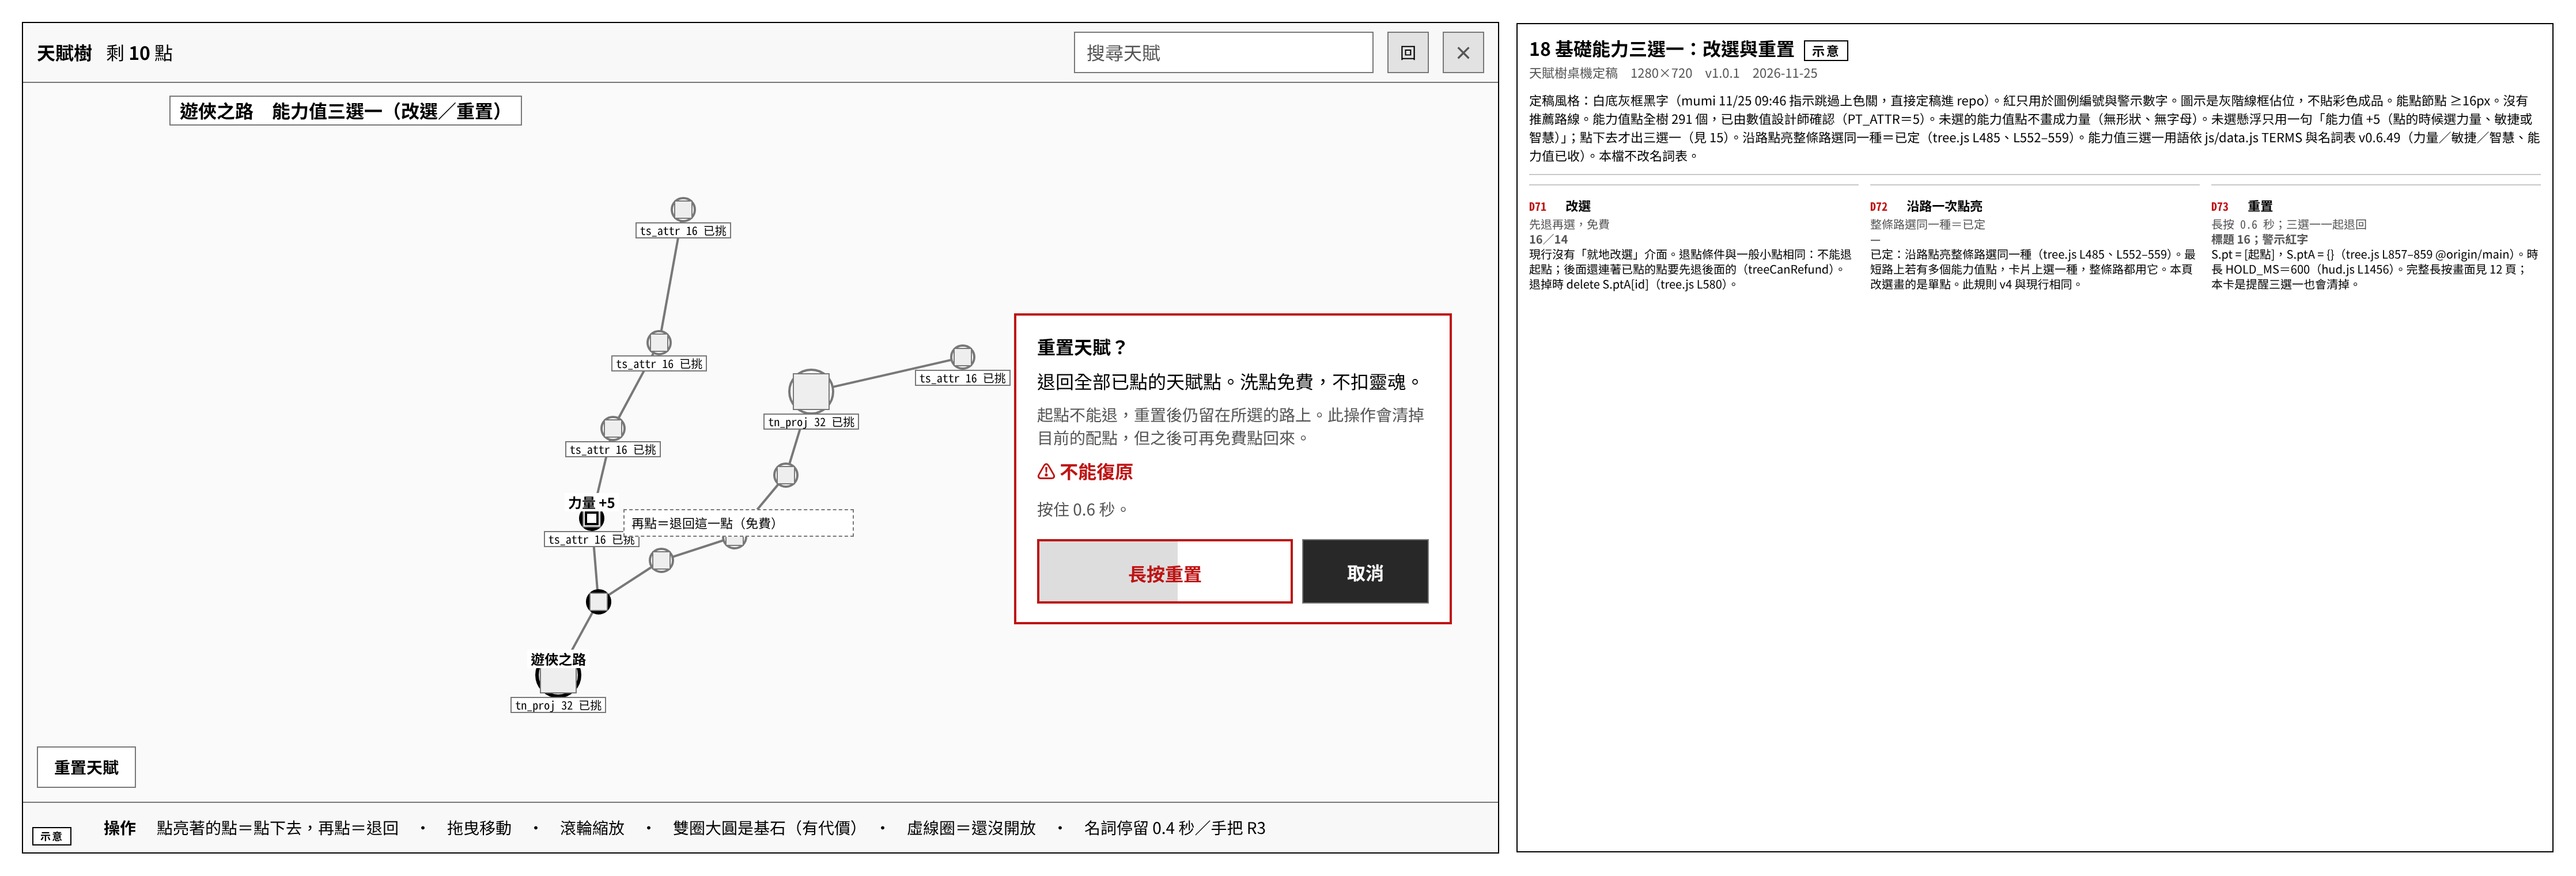 天賦樹 剩 10 點
搜尋天賦
回
×
遊俠之路 能力值三選一（改選／重置）
ts_attr 16 已挑
ts_attr 16 已挑
ts_attr 16 已挑
tn_proj 32 已挑
ts_attr 16 已挑
力量 +5
再點＝退回這一點（免費）
ts_attr 16 已挑
遊俠之路
tn_proj 32 已挑
重置天賦？
退回全部已點的天賦點。洗點免費，不扣靈魂。
起點不能退，重置後仍留在所選的路上。此操作會清掉
目前的配點，但之後可再免費點回來。
不能復原
按住 0.6 秒。
長按重置
取消
重置天賦
示意
操作 點亮著的點＝點下去，再點＝退回 · 拖曳移動 · 滾輪縮放 · 雙圈大圓是基石（有代價） · 虛線圈＝還沒開放 · 名詞停留 0.4 秒／手把 R3
18 基礎能力三選一：改選與重置 示意
天賦樹桌機定稿 1280×720 v1.0.1 2026-11-25
定稿風格：白底灰框黑字（mumi 11/25 09:46 指示跳過上色關，直接定稿進 repo）。紅只用於圖例編號與警示數字。圖示是灰階線框佔位，不貼彩色成品。能點節點 ≥16px。沒有
推薦路線。能力值點全樹 291 個，已由數值設計師確認（PT_ATTR＝5）。未選的能力值點不畫成力量（無形狀、無字母）。未選懸浮只用一句「能力值 +5（點的時候選力量、敏捷或
智慧）」；點下去才出三選一（見 15）。沿路點亮整條路選同一種＝已定（tree.js L485、L552–559）。能力值三選一用語依 js/data.js TERMS 與名詞表 v0.6.49（力量／敏捷／智慧、能
力值已收）。本檔不改名詞表。
D71 改選
先退再選，免費
16／14
現行沒有「就地改選」介面。退點條件與一般小點相同：不能退
起點；後面還連著已點的點要先退後面的（treeCanRefund）。
退掉時 delete S.ptA[id]（tree.js L580）。
D72 沿路一次點亮
整條路選同一種＝已定
—
已定：沿路點亮整條路選同一種（tree.js L485、L552–559）。最
短路上若有多個能力值點，卡片上選一種，整條路都用它。本頁
改選畫的是單點。此規則 v4 與現行相同。
D73 重置
長按 0.6 秒；三選一一起退回
標題 16；警示紅字
S.pt = [起點]，S.ptA = {}（tree.js L857–859 @origin/main）。時
長 HOLD_MS＝600（hud.js L1456）。完整長按畫面見 12 頁；
本卡是提醒三選一也會清掉。